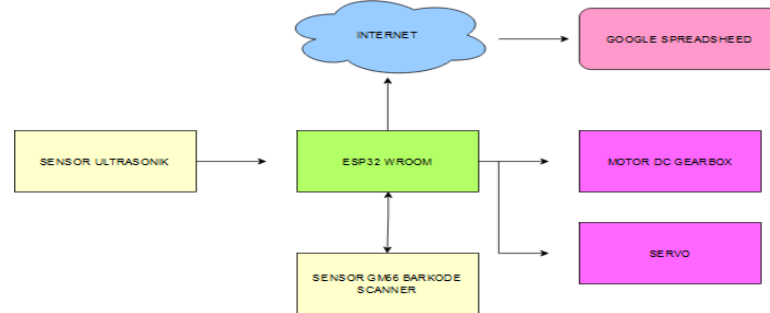 INTERNET
GOOGLE SPREADSHEED
SENSOR ULTRASONIK
ESP32 WROOM
MOTOR DC GEARBOX
SENSOR GM66 BARKODE
SCANNER
SERVO